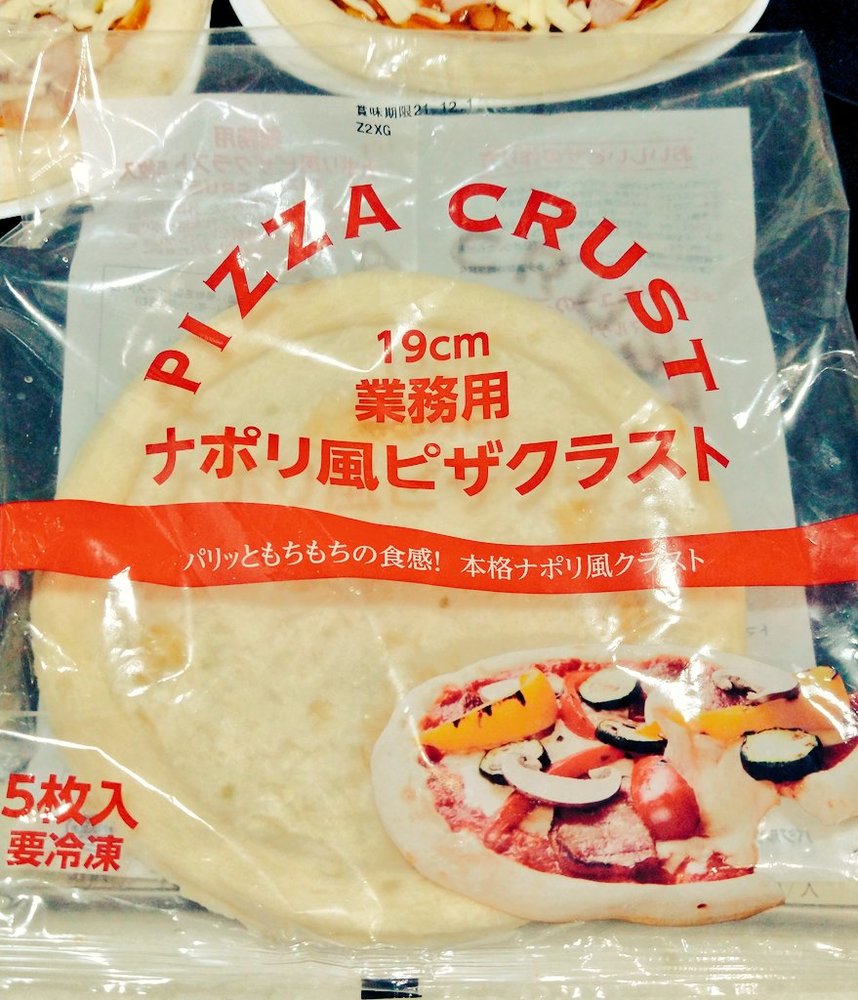 賞味期限21.12.1
Z2XG
PIZZA CRUST
19cm
業務用
ナポリ風ピザクラスト
パリッともちもちの食感! 本格ナポリ風クラスト
5枚入
要冷凍